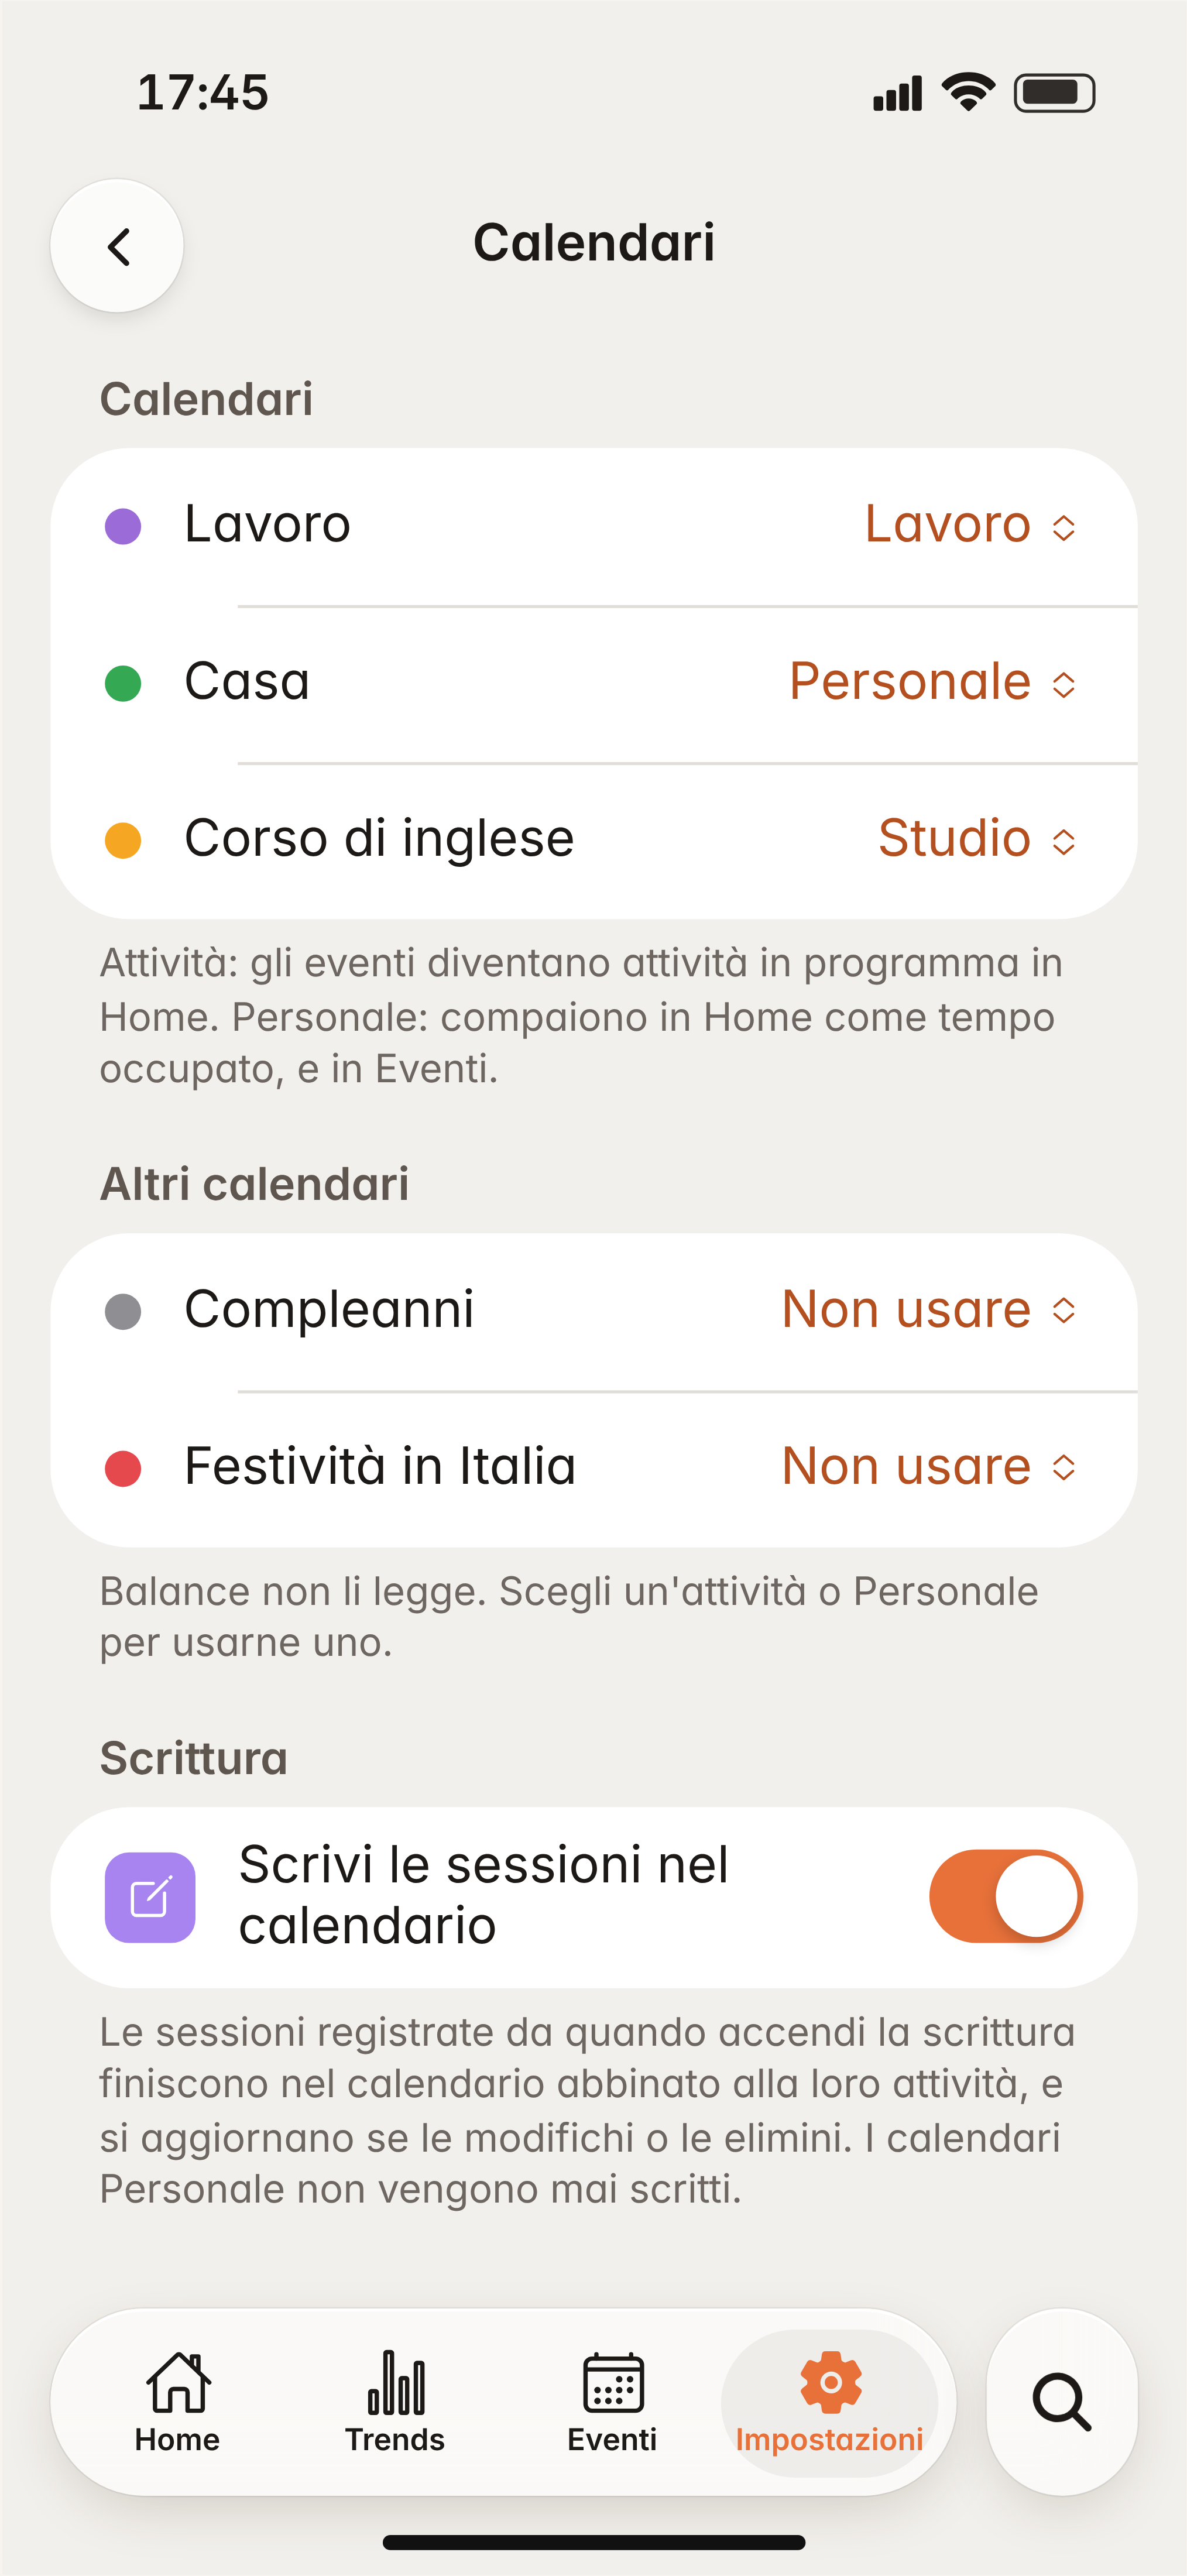 17:45
Calendari
Calendari
Lavoro
Lavoro
Casa
Personale
Corso di inglese
Studio
Attività: gli eventi diventano attività in programma in
Home. Personale: compaiono in Home come tempo
occupato, e in Eventi.
Altri calendari
Compleanni
Non usare
Festività in Italia
Non usare
Balance non li legge. Scegli un'attività o Personale
per usarne uno.
Scrittura
Scrivi le sessioni nel
calendario
Le sessioni registrate da quando accendi la scrittura
finiscono nel calendario abbinato alla loro attività, e
si aggiornano se le modifichi o le elimini. I calendari
Personale non vengono mai scritti.
Home
Trends
Eventi
Impostazioni